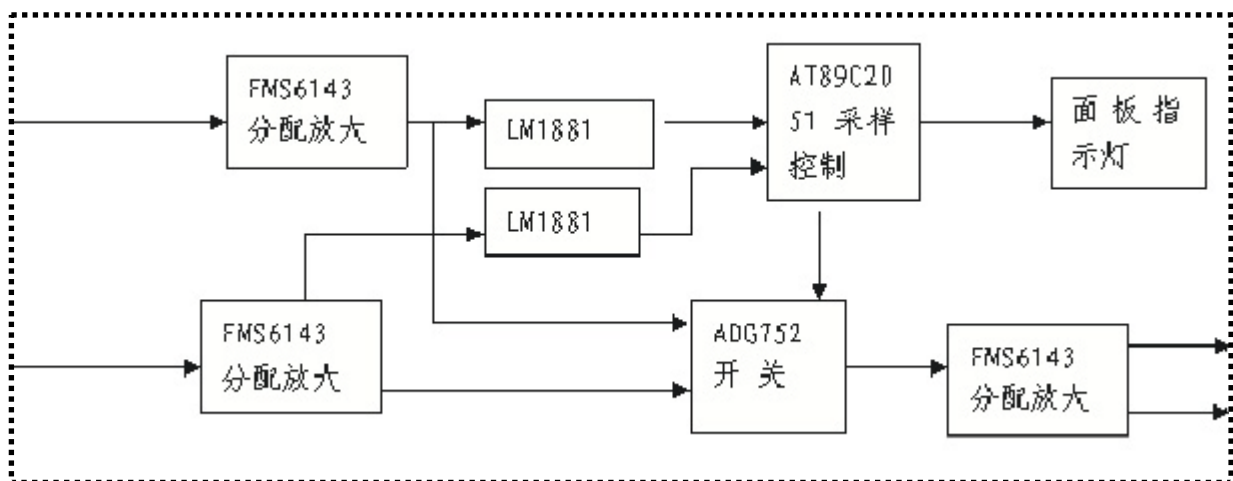 FMS6143
分配放大
LM1881
AT89C20
51 采样
控制
面 板 指
示灯
LM1881
FMS6143
分配放大
ADG752
开 关
FMS6143
分配放大